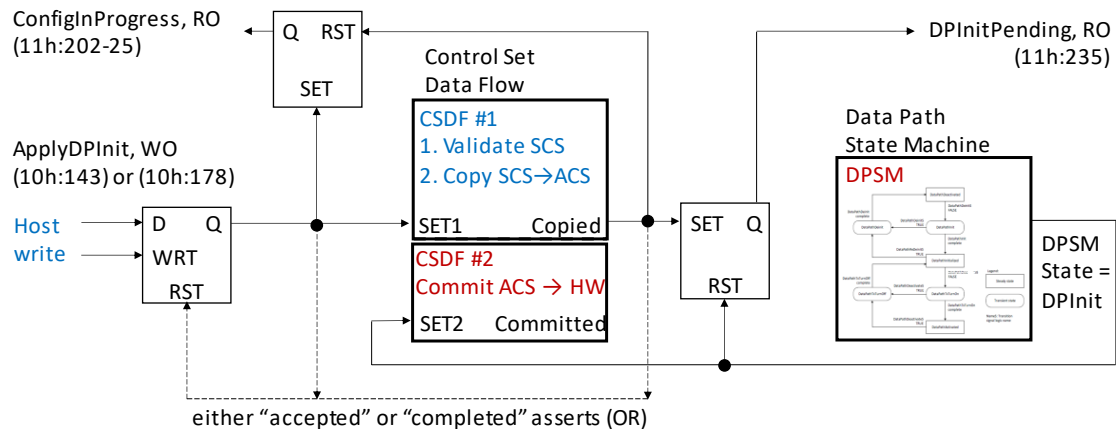 ConfigInProgress, RO
(11h:202-25)
Q RST
SET
DPInitPending, RO
(11h:235)
Control Set
Data Flow
CSDF #1
1. Validate SCS
2. Copy SCS→ACS
SET1 Copied
CSDF #2
Commit ACS → HW
SET2 Committed
ApplyDPInit, WO
(10h:143) or (10h:178)
Host
write
D Q
WRT
RST
SET Q
RST
Data Path
State Machine
DPSM
DPSM
State =
DPInit
either “accepted” or “completed” asserts (OR)